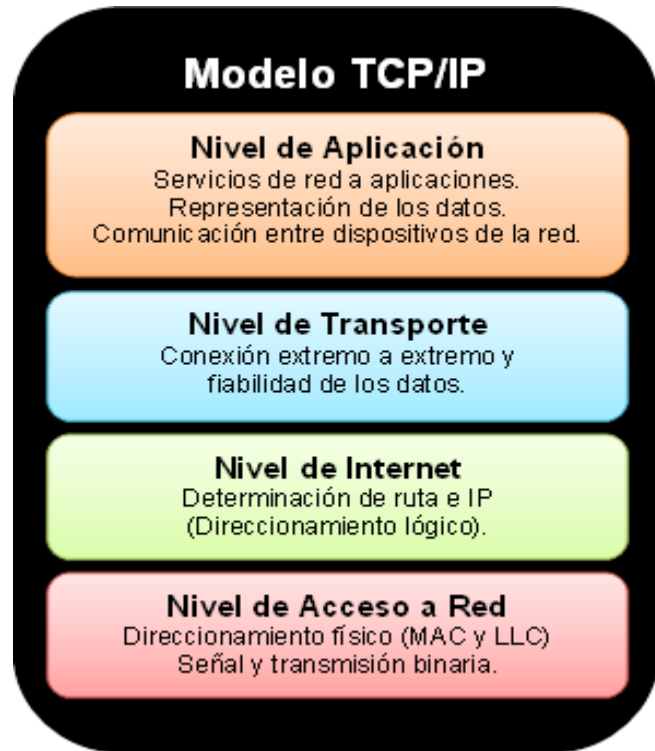 Modelo TCP/IP
Nivel de Aplicación
Servicios de red a aplicaciones.
Representación de los datos.
Comunicación entre dispositivos de la red.
Nivel de Transporte
Conexión extremo a extremo y
fiabilidad de los datos.
Nivel de Internet
Determinación de ruta e IP
(Direccionamiento lógico).
Nivel de Acceso a Red
Direccionamiento físico (MAC y LLC)
Señal y transmisión binaria.